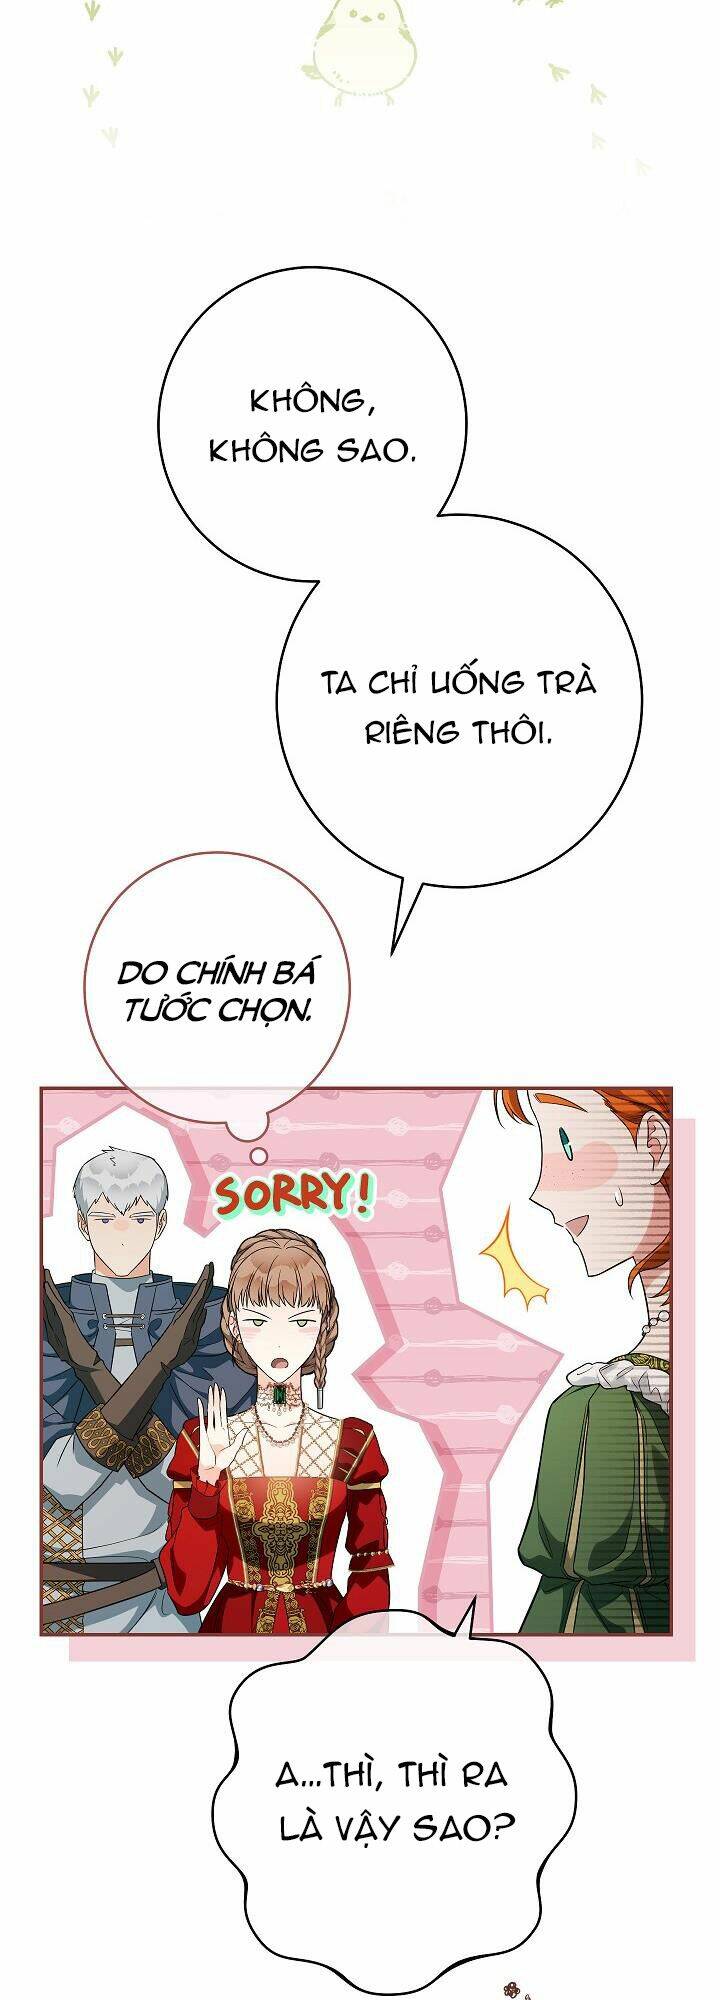 KHÔNG,
KHÔNG SAO.
TA CHỈ UỐNG TRÀ
RIÊNG THÔI.
DO CHÍNH BÁ
TƯỚC CHỌN.
SORRY!
A...THÌ, THÌ RA
LÀ VẬY SAO?